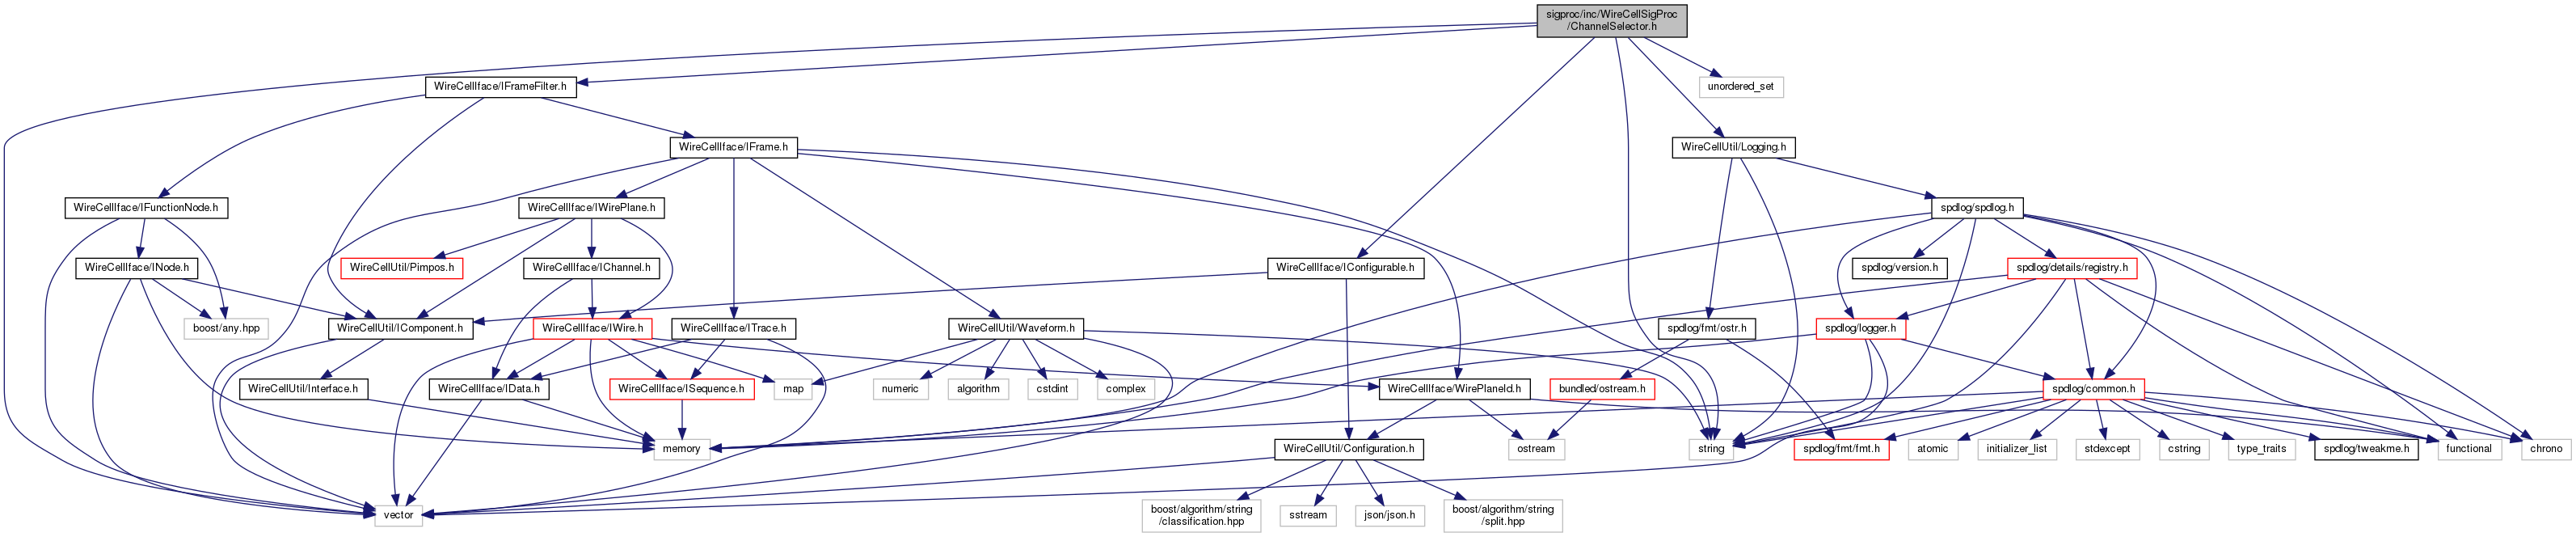 sigproc/inc/WireCellSigProc
/ChannelSelector.h
WireCellIface/IFrameFilter.h
unordered_set
WireCellIface/IFrame.h
WireCellUtil/Logging.h
WireCellIface/IFunctionNode.h
WireCellIface/IWirePlane.h
spdlog/spdlog.h
WireCellIface/INode.h
WireCellUtil/Pimpos.h
WireCellIface/IChannel.h
WireCellIface/IConfigurable.h
spdlog/version.h
spdlog/details/registry.h
boost/any.hpp
WireCellUtil/IComponent.h
WireCellIface/IWire.h
WireCellIface/ITrace.h
WireCellUtil/Waveform.h
spdlog/fmt/ostr.h
spdlog/logger.h
WireCellUtil/Interface.h
WireCellIface/IData.h
WireCellIface/ISequence.h
map
numeric
algorithm
cstdint
complex
WireCellIface/WirePlaneId.h
bundled/ostream.h
spdlog/common.h
memory
WireCellUtil/Configuration.h
ostream
string
spdlog/fmt/fmt.h
atomic
initializer_list
stdexcept
cstring
type_traits
spdlog/tweakme.h
functional
chrono
vector
boost/algorithm/string
/classification.hpp
sstream
json/json.h
boost/algorithm/string
/split.hpp